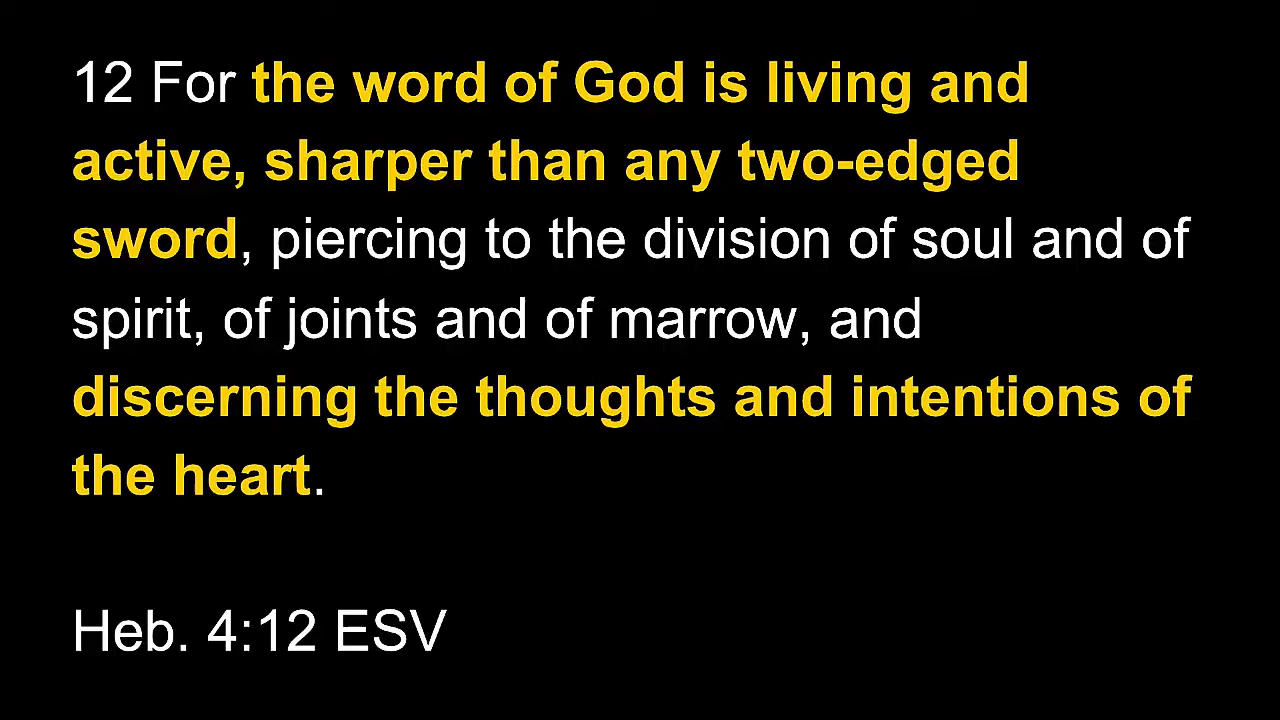 12 For the word of God is living and
active, sharper than any two-edged
sword, piercing to the division of soul and of
spirit, of joints and of marrow, and
discerning the thoughts and intentions of
the heart.
Heb. 4:12 ESV